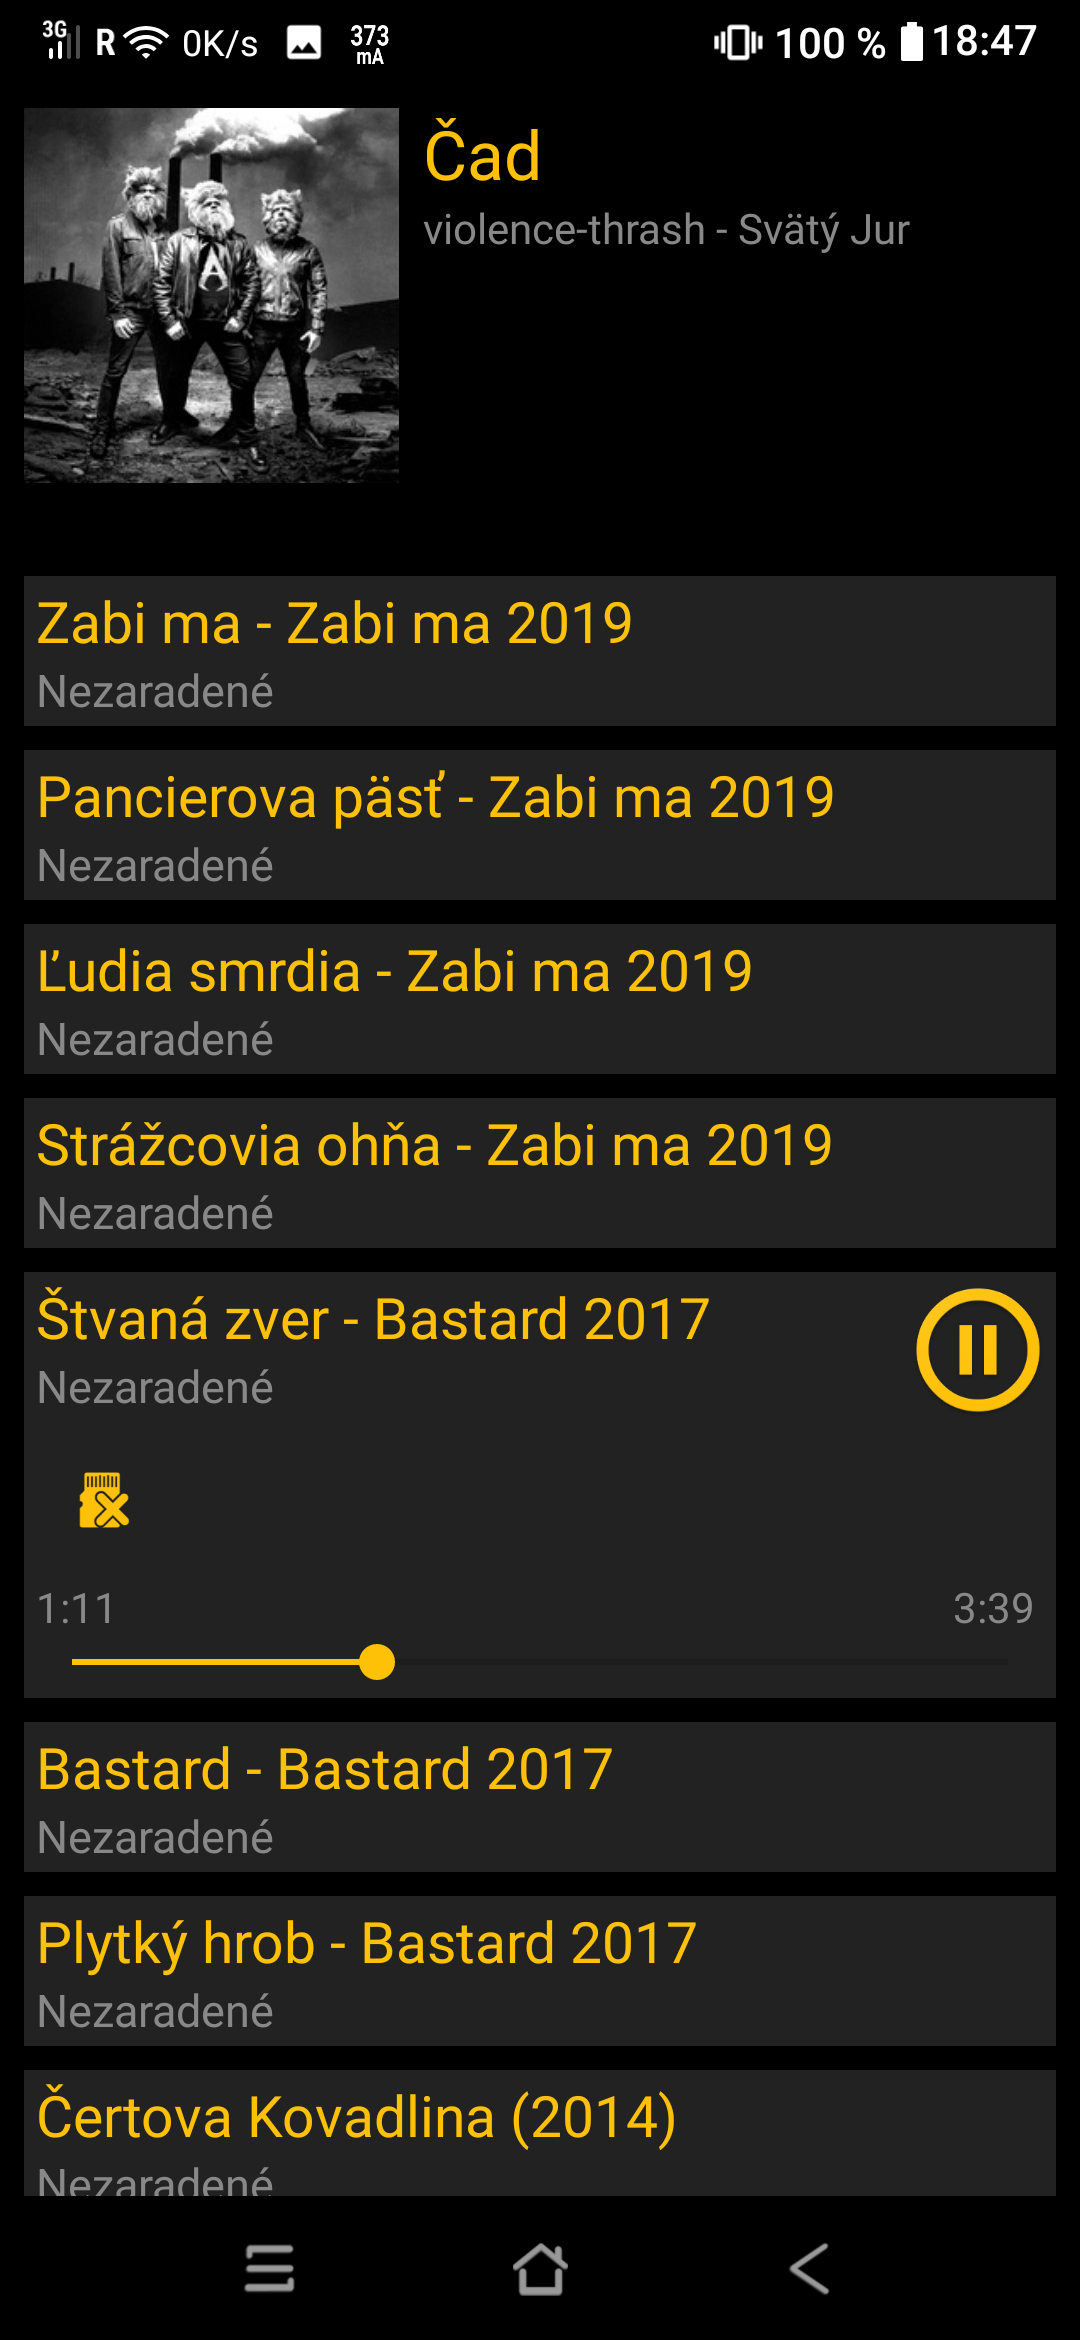 3G R 0K/s 373 mA 100 % 18:47
Čad
violence-thrash - Svätý Jur
Zabi ma - Zabi ma 2019
Nezaradené
Pancierova päsť - Zabi ma 2019
Nezaradené
Ľudia smrdia - Zabi ma 2019
Nezaradené
Strážcovia ohňa - Zabi ma 2019
Nezaradené
Štvaná zver - Bastard 2017
Nezaradené
1:11 3:39
Bastard - Bastard 2017
Nezaradené
Plytký hrob - Bastard 2017
Nezaradené
Čertova Kovadlina (2014)
Nezaradené